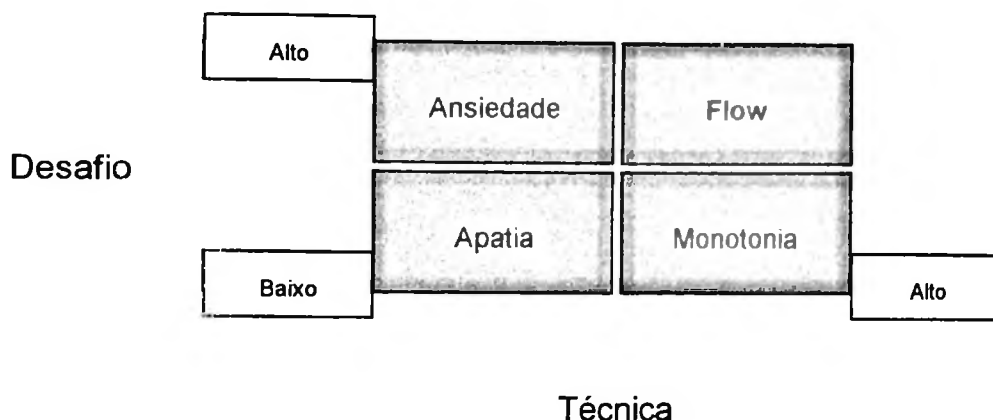 Alto
Ansiedade
Flow
Desafio
Apatia
Monotonia
Baixo
Alto
Técnica